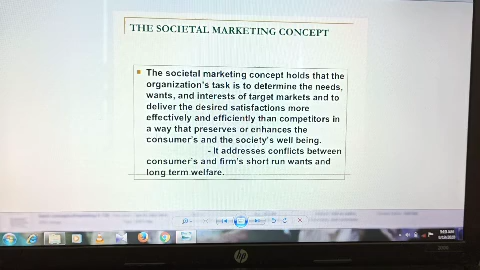 THE SOCIETAL MARKETING CONCEPT
The societal marketing concept holds that the
organization's task is to determine the needs,
wants, and interests of target markets and to
deliver the desired satisfactions more
effectively and efficiently than competitors in
a way that preserves or enhances the
consumer's and the society's well being.
- It addresses conflicts between
consumer's and firm's short run wants and
long term welfare.
hp